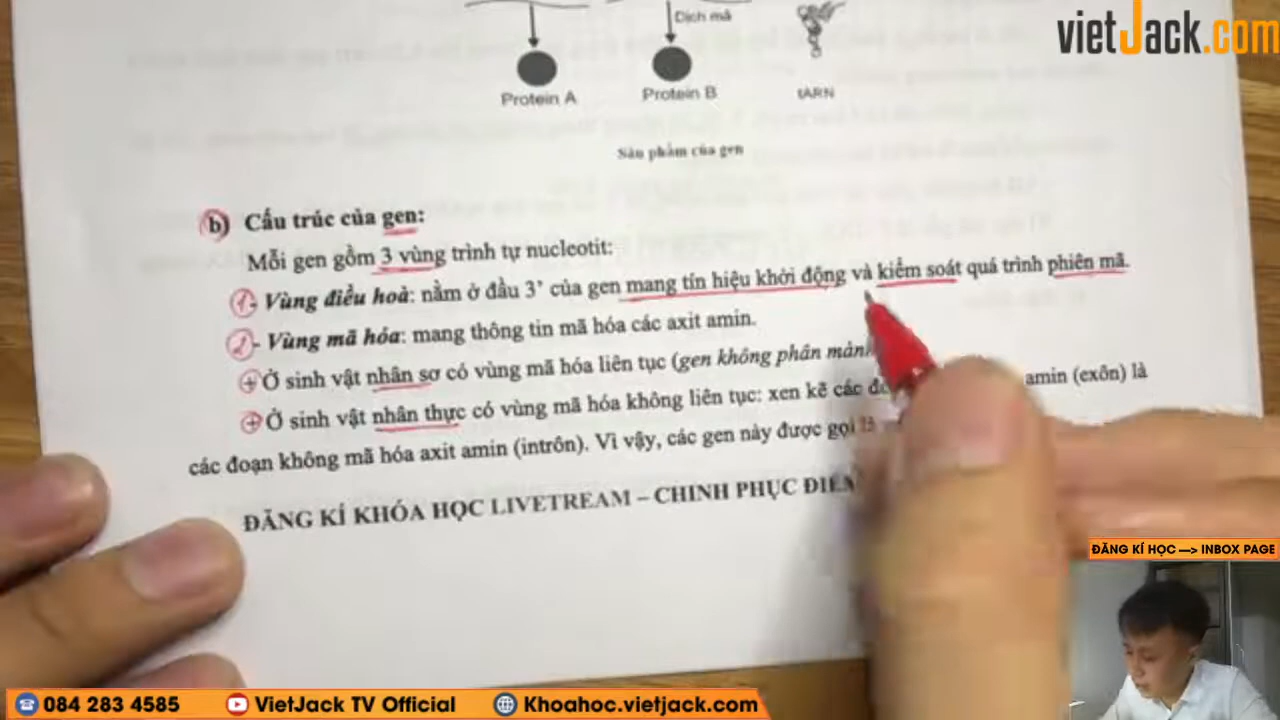 vietJack.com
Dịch mã
Protein A
Protein B
tARN
Sản phẩm của gen
b) Cấu trúc của gen:
Mỗi gen gồm 3 vùng trình tự nucleotit:
1- Vùng điều hoà: nằm ở đầu 3’ của gen mang tín hiệu khởi động và kiểm soát quá trình phiên mã.
2- Vùng mã hóa: mang thông tin mã hóa các axit amin.
+ Ở sinh vật nhân sơ có vùng mã hóa liên tục (gen không phân mảnh
+ Ở sinh vật nhân thực có vùng mã hóa không liên tục: xen kẽ các amin (exôn) là
các đoạn không mã hóa axit amin (intrôn). Vì vậy, các gen này được gọi là
ĐĂNG KÍ KHÓA HỌC LIVETREAM – CHINH PHỤC ĐIỂM
ĐĂNG KÍ HỌC —> INBOX PAGE
084 283 4585
VietJack TV Official
Khoahoc.vietjack.com